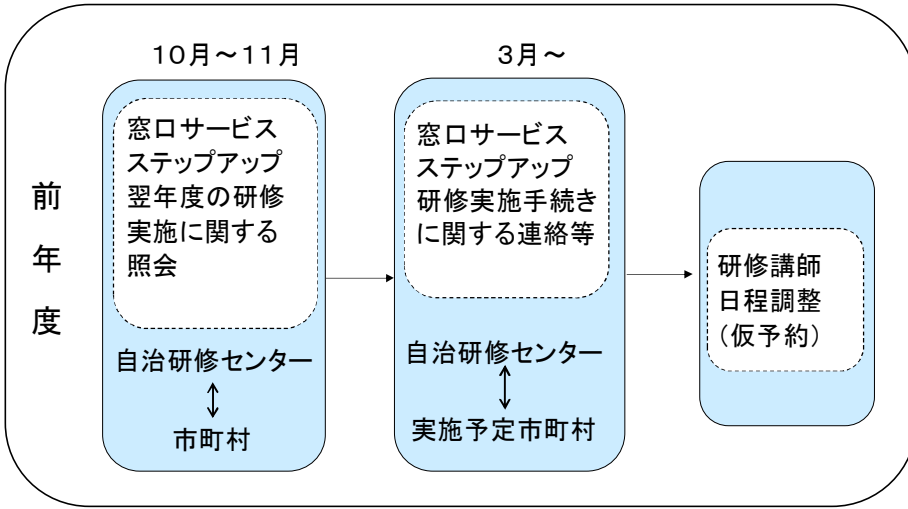 前年度
10月～11月
窓口サービス
ステップアップ
翌年度の研修
実施に関する
照会
自治研修センター
市町村
3月～
窓口サービス
ステップアップ
研修実施手続き
に関する連絡等
自治研修センター
実施予定市町村
研修講師
日程調整
（仮予約）